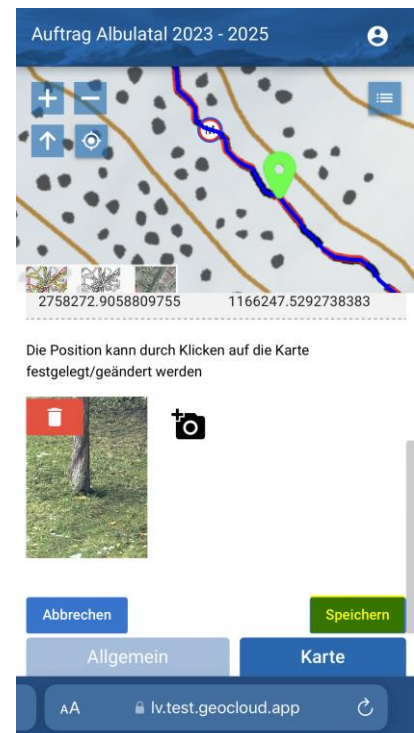 Auftrag Albulatal 2023 - 2025
M
2758272.9058809755 1166247.5292738383
Die Position kann durch Klicken auf die Karte
festgelegt/geändert werden
Abbrechen Speichern
Allgemein Karte
AA lv.test.geocloud.app